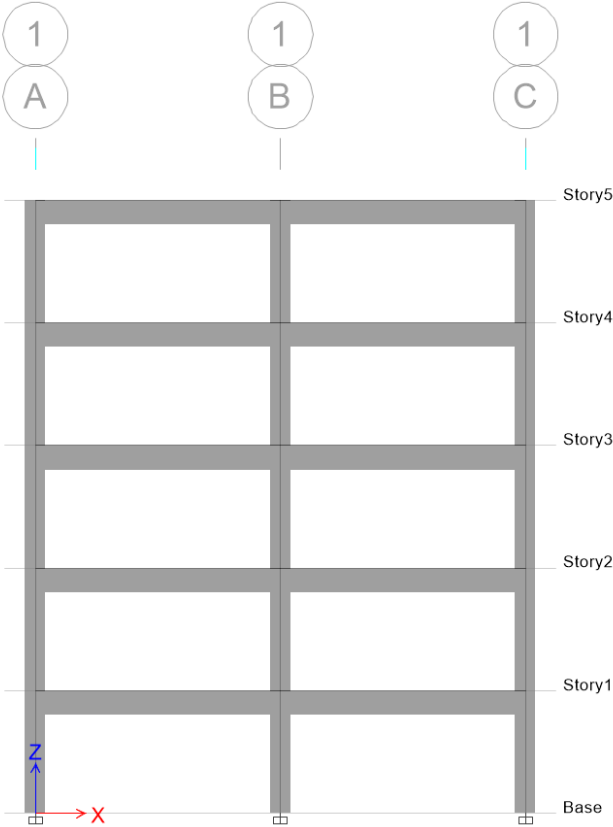 1 1 1
A B C
Story5
Story4
Story3
Story2
Story1
Z
X
Base